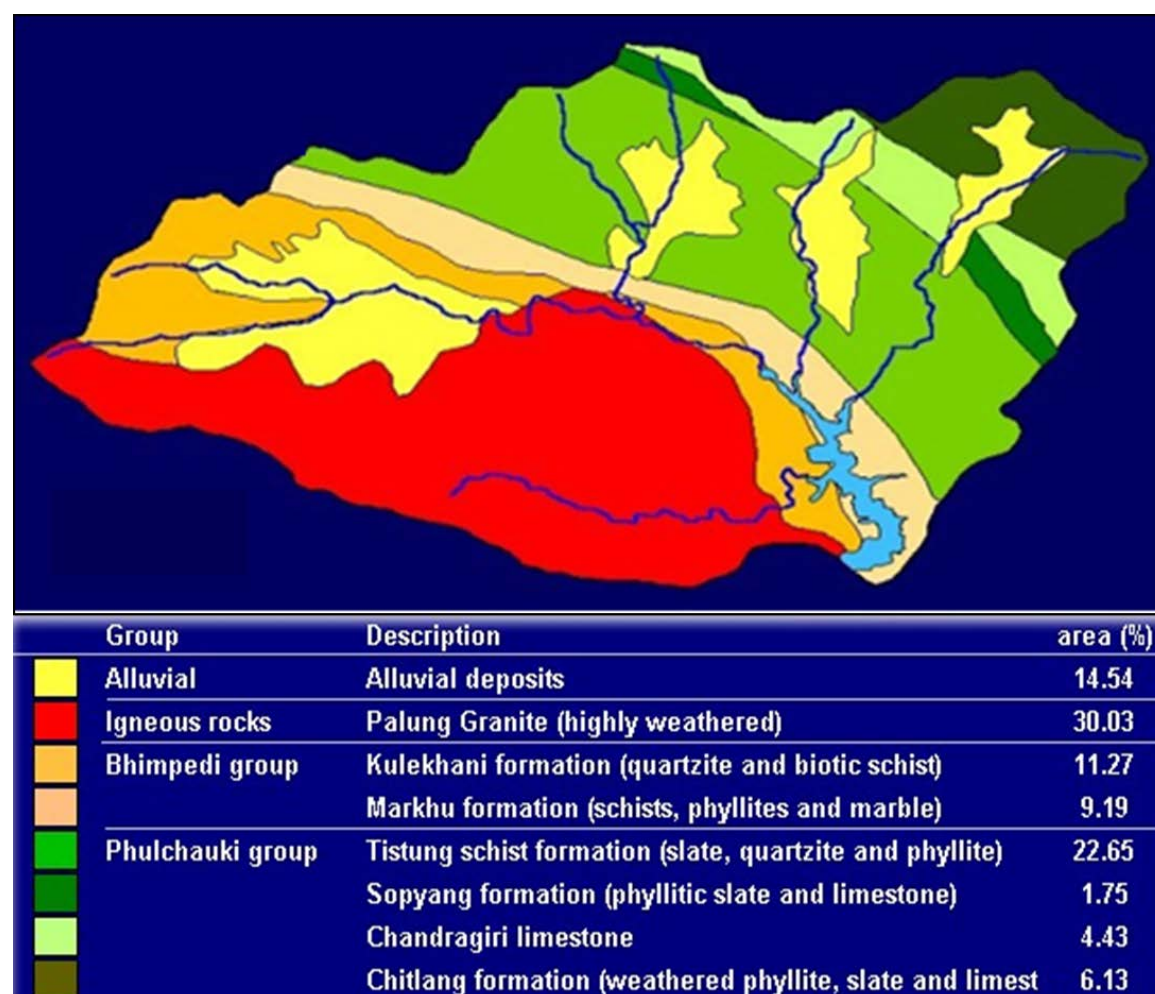 Group Description area (%)
Alluvial Alluvial deposits 14.54
Igneous rocks Palung Granite (highly weathered) 30.03
Bhimpedi group Kulekhani formation (quartzite and biotic schist) 11.27
Markhu formation (schists, phyllites and marble) 9.19
Phulchauki group Tistung schist formation (slate, quartzite and phyllite) 22.65
Sopyang formation (phyllitic slate and limestone) 1.75
Chandragiri limestone 4.43
Chitlang formation (weathered phyllite, slate and limest 6.13